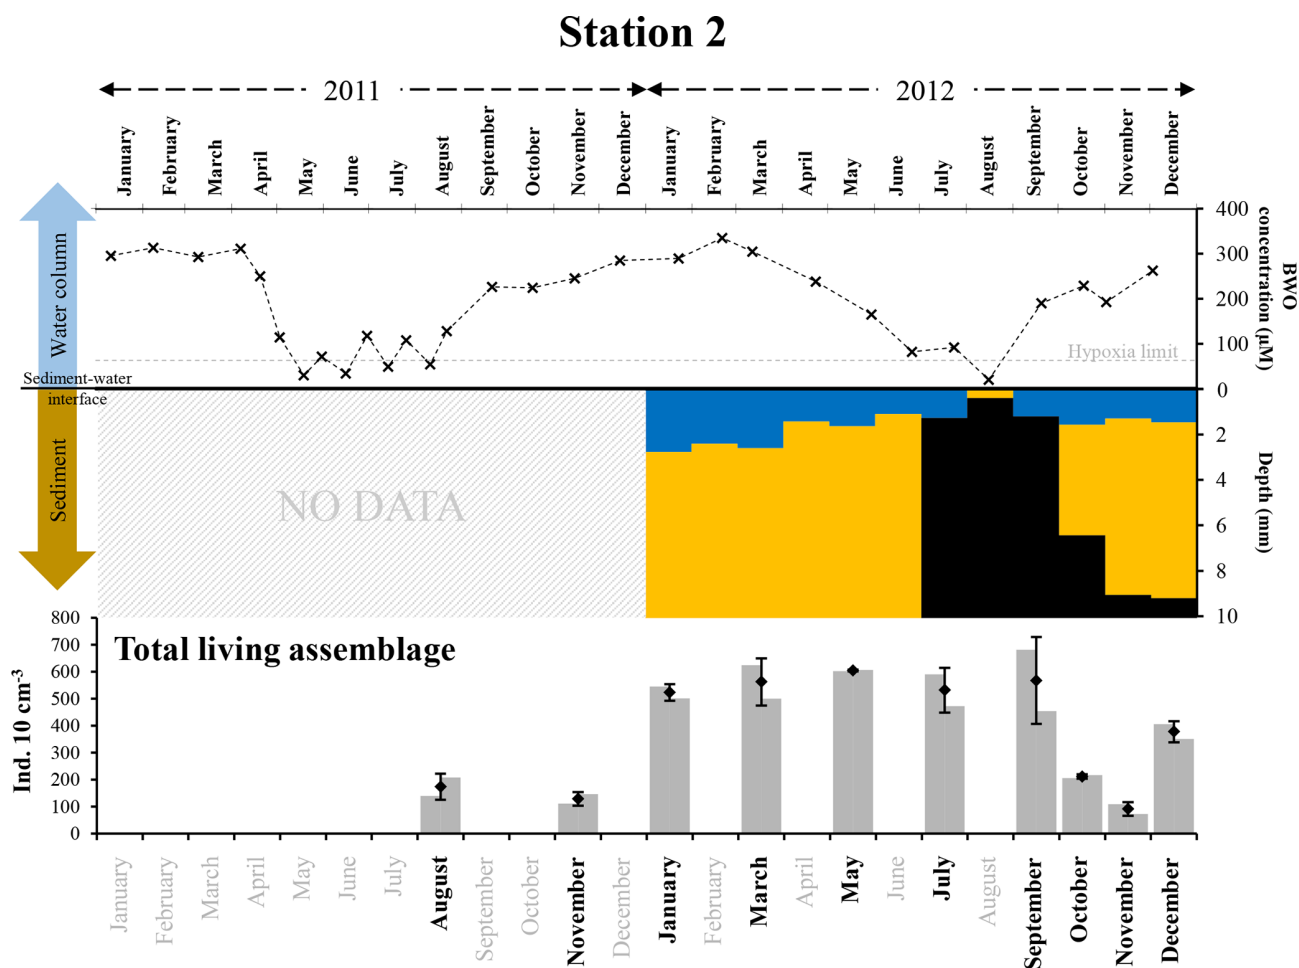 Station 2
2011
2012
January
February
March
April
May
June
July
August
September
October
November
December
January
February
March
April
May
June
July
August
September
October
November
December
Water column
Sediment-water
interface
Sediment
400
300
200
100
0
BWO
concentration (μM)
Hypoxia limit
NO DATA
2
4
6
8
10
Depth (mm)
Total living assemblage
800
700
600
500
400
300
200
100
0
Ind. 10 cm-3
January
February
March
April
May
June
July
August
September
October
November
December
January
February
March
April
May
June
July
August
September
October
November
December